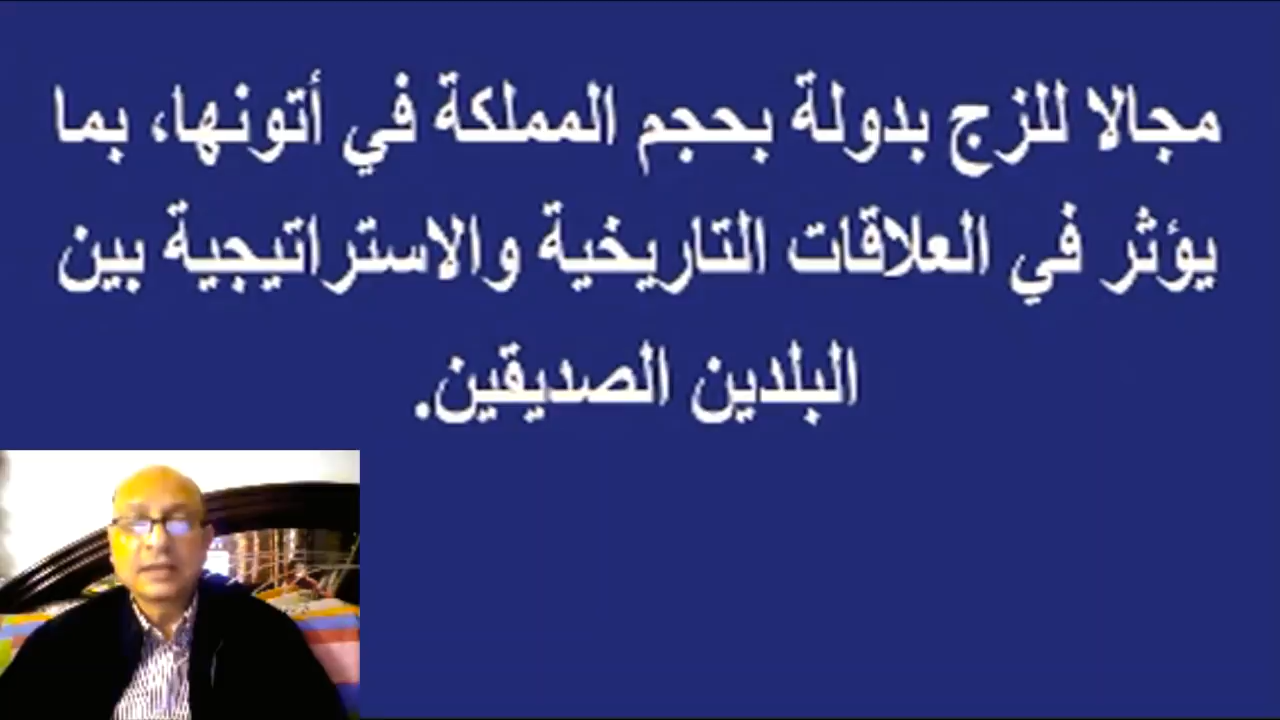 مجالا للزج بدولة بحجم المملكة في أتونها، بما
يؤثر في العلاقات التاريخية والاستراتيجية بين
البلدين الصديقين.